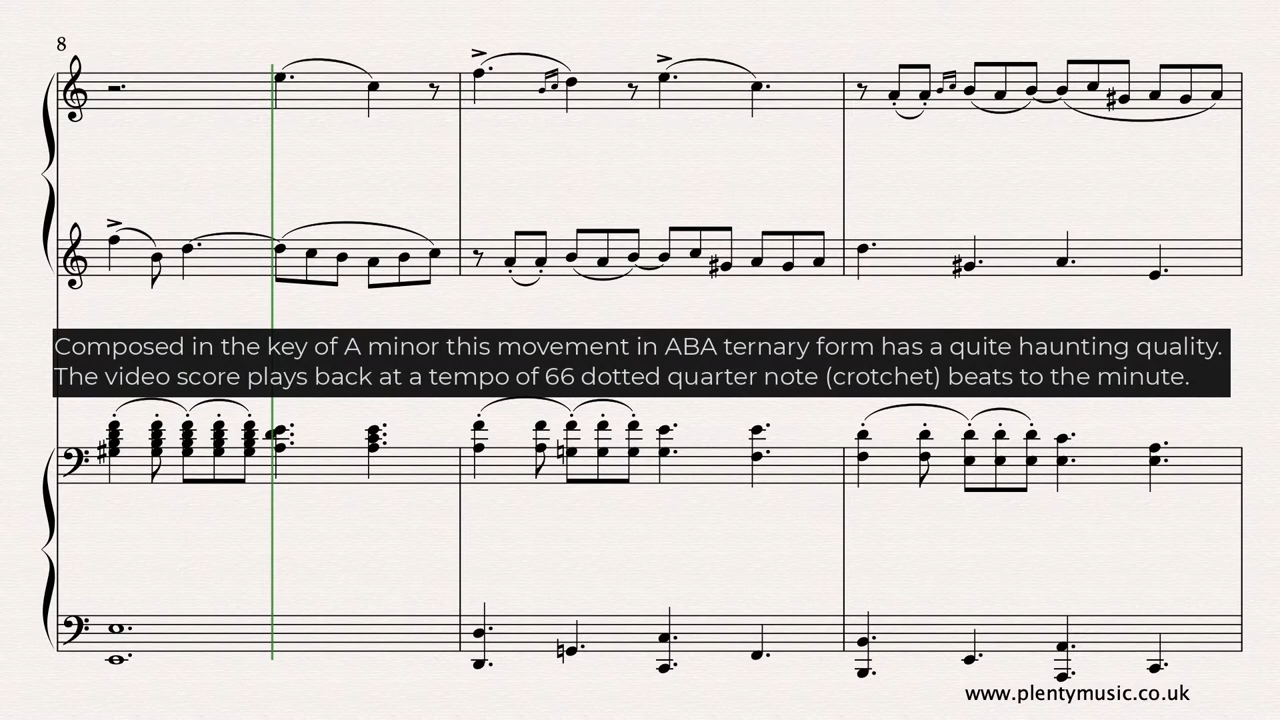 8
Composed in the key of A minor this movement in ABA ternary form has a quite haunting quality.
The video score plays back at a tempo of 66 dotted quarter note (crotchet) beats to the minute.
www.plentymusic.co.uk